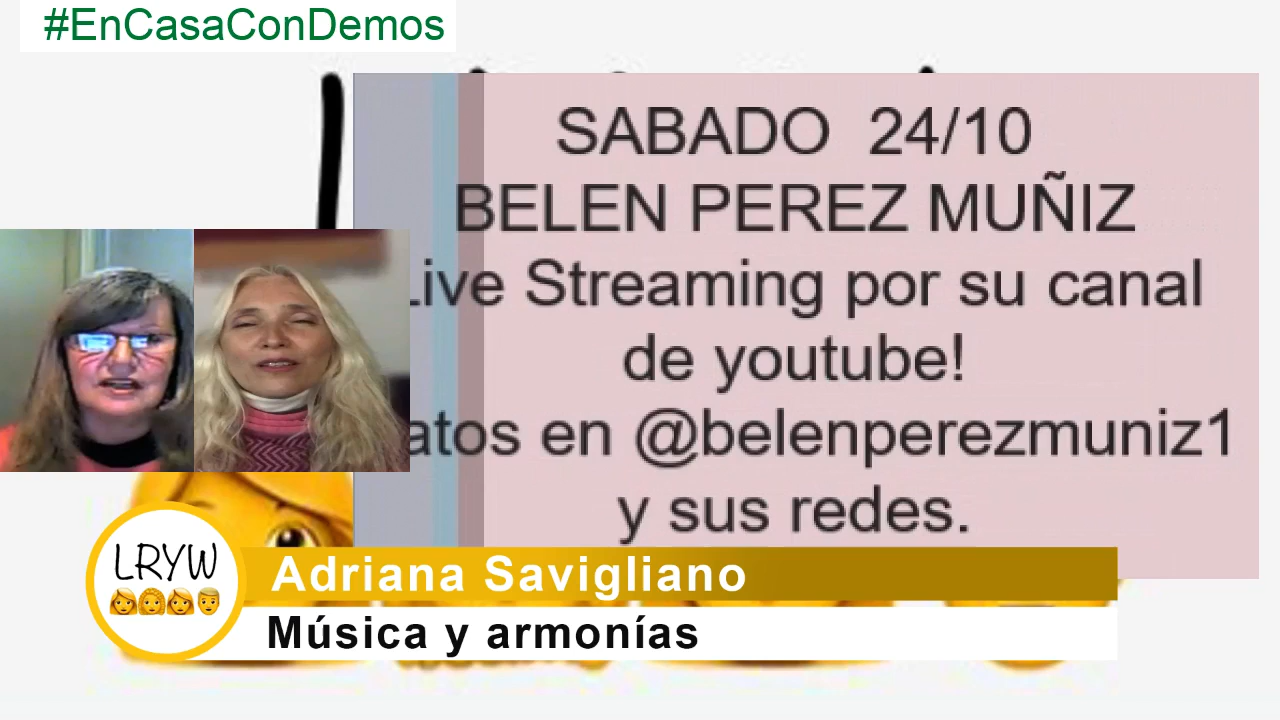 #EnCasaConDemos
SABADO 24/10
BELEN PEREZ MUÑIZ
Live Streaming por su canal
de youtube!
atos en @belenperezmuniz1
y sus redes.
LRYW
Adriana Savigliano
Música y armonías